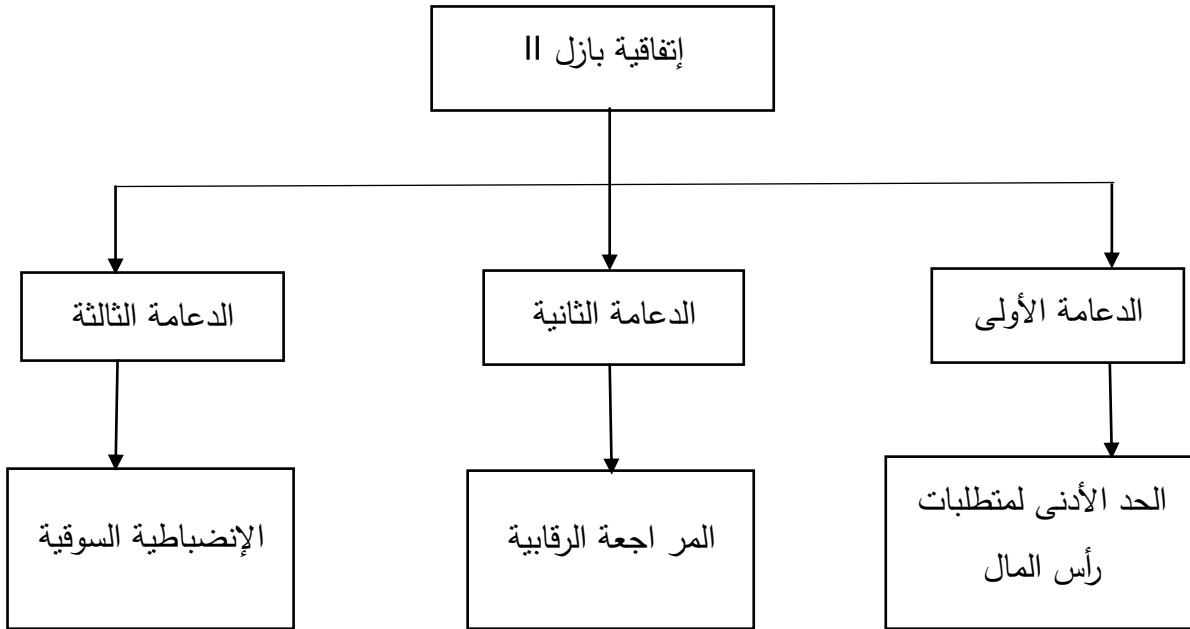 إتفاقية بازل II
الدعامة الأولى
الدعامة الثانية
الدعامة الثالثة
الحد الأدنى لمتطلبات
رأس المال
المر اجعة الرقابية
الإنضباطية السوقية